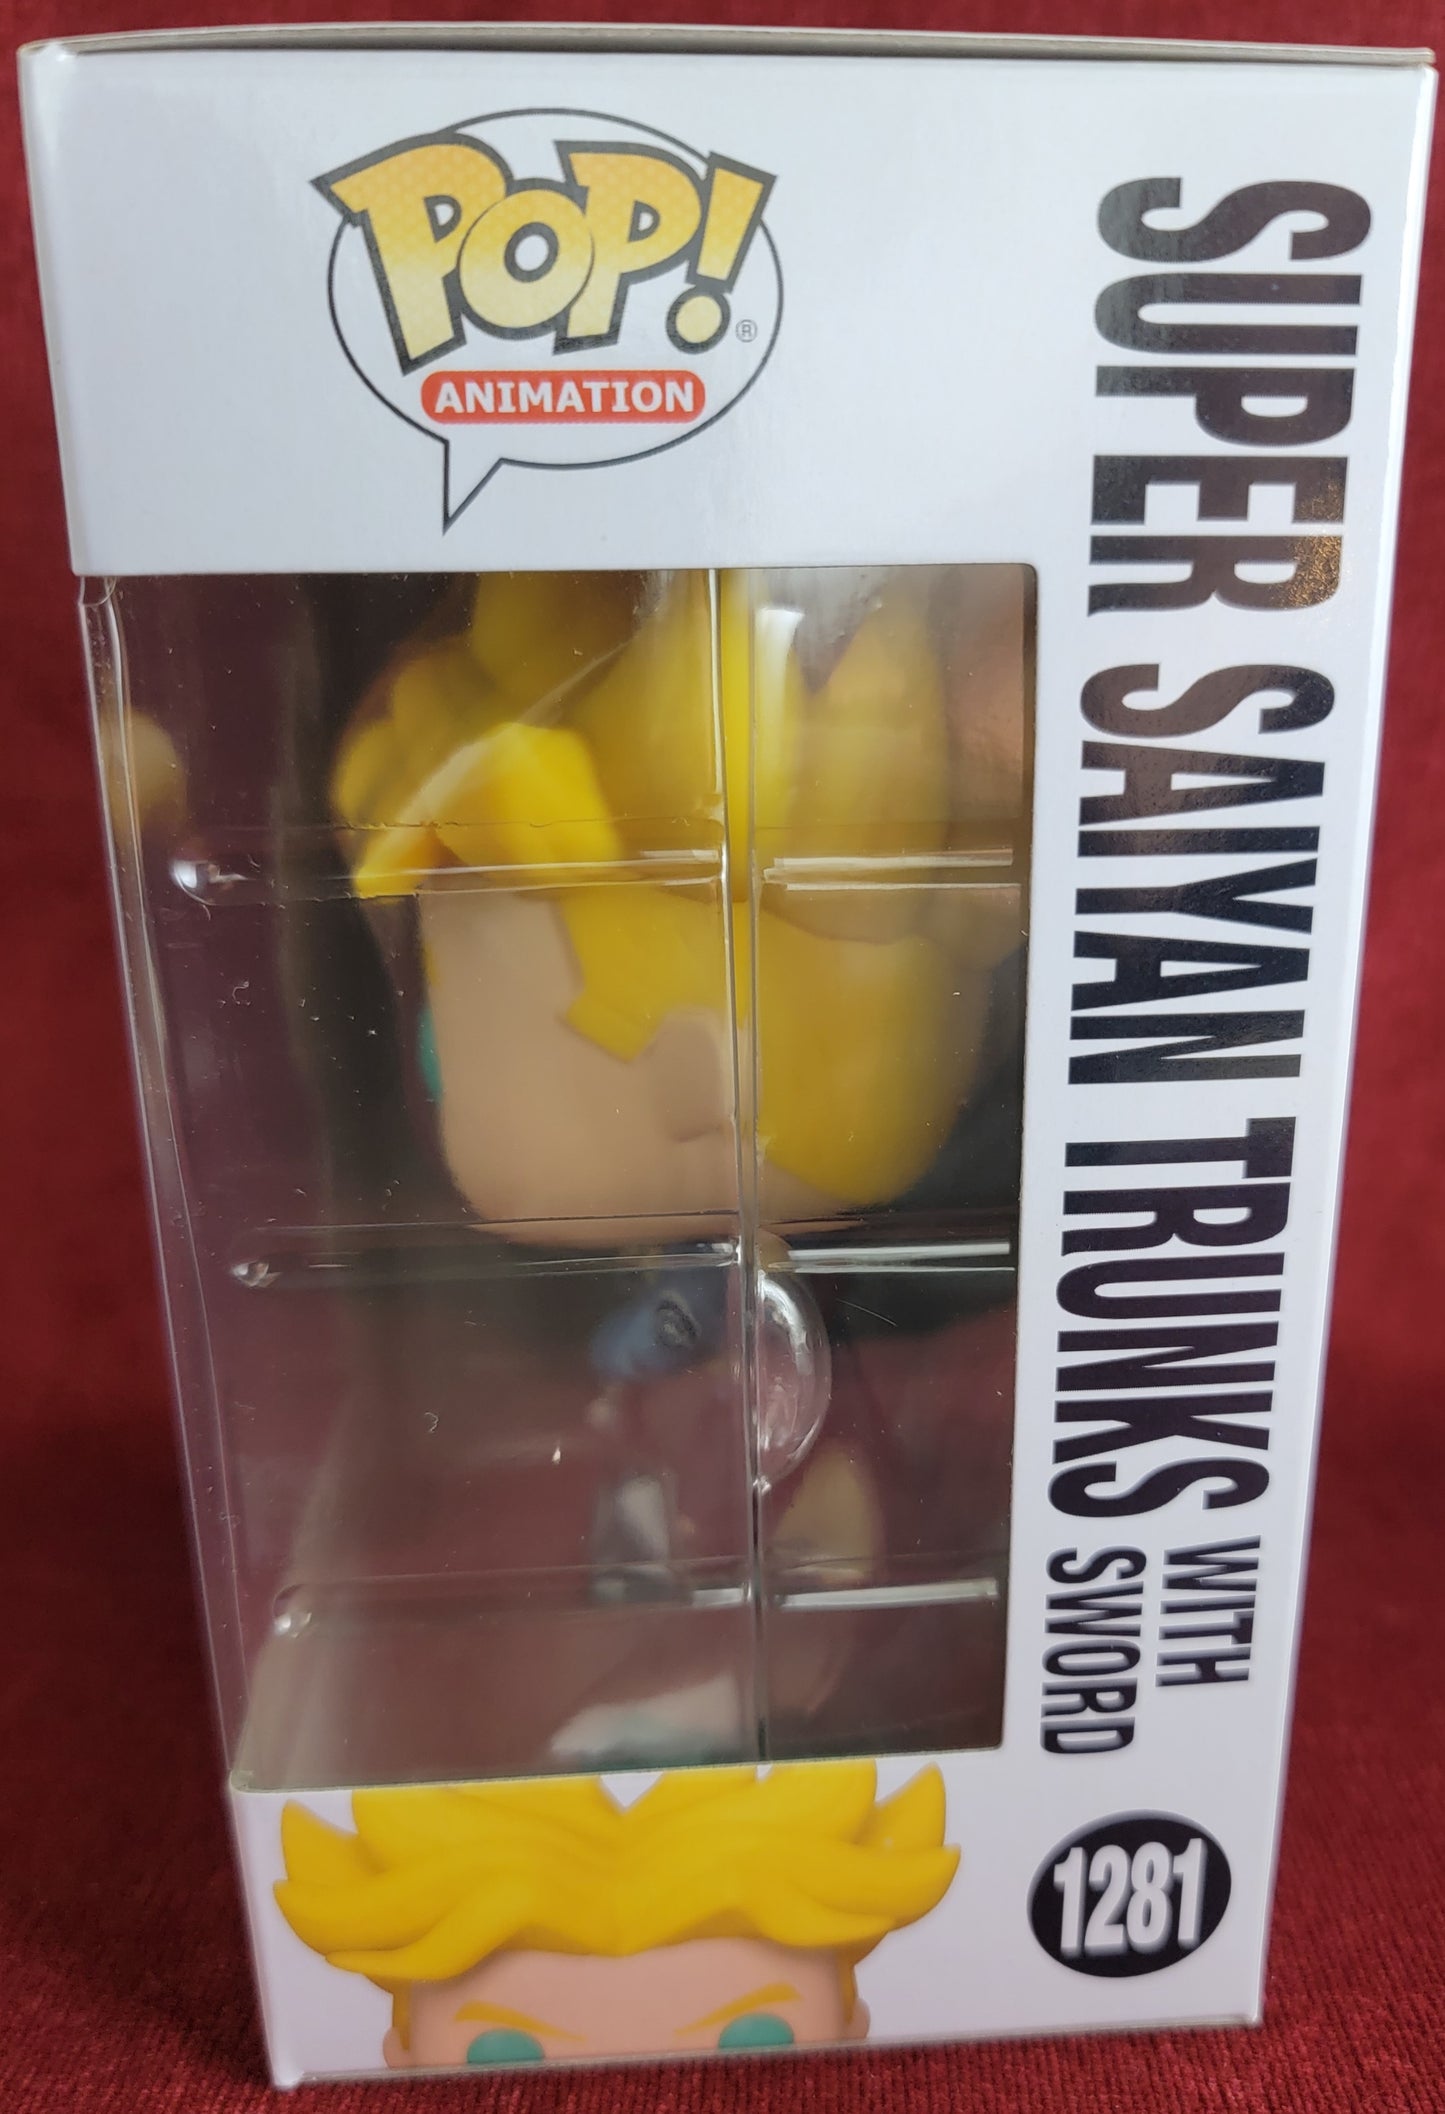 POP!
®
ANIMATION
SUPER SAIYAN TRUNKS WITH
SWORD
1281